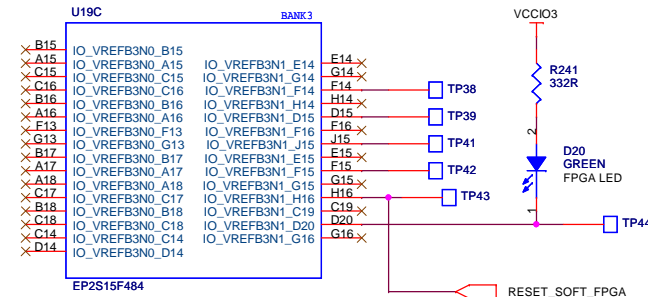 U19C BANK3
B15 IO_VREFB3N0_B15
A15 IO_VREFB3N0_A15
C15 IO_VREFB3N0_C15
C16 IO_VREFB3N0_C16
B16 IO_VREFB3N0_B16
A16 IO_VREFB3N0_A16
F13 IO_VREFB3N0_F13
G13 IO_VREFB3N0_G13
B17 IO_VREFB3N0_B17
A17 IO_VREFB3N0_A17
A18 IO_VREFB3N0_A18
C17 IO_VREFB3N0_C17
B18 IO_VREFB3N0_B18
C18 IO_VREFB3N0_C18
C14 IO_VREFB3N0_C14
D14 IO_VREFB3N0_D14
IO_VREFB3N1_E14 E14
IO_VREFB3N1_G14 G14
IO_VREFB3N1_F14 F14
IO_VREFB3N1_H14 H14
IO_VREFB3N1_D15 D15
IO_VREFB3N1_F16 F16
IO_VREFB3N1_J15 J15
IO_VREFB3N1_E15 E15
IO_VREFB3N1_F15 F15
IO_VREFB3N1_G15 G15
IO_VREFB3N1_H16 H16
IO_VREFB3N1_C19 C19
IO_VREFB3N1_D20 D20
IO_VREFB3N1_G16 G16
EP2S15F484
TP38
TP39
TP41
TP42
TP43
VCCIO3
R241
332R
2
D20
GREEN
FPGA LED
1
TP44
RESET_SOFT_FPGA